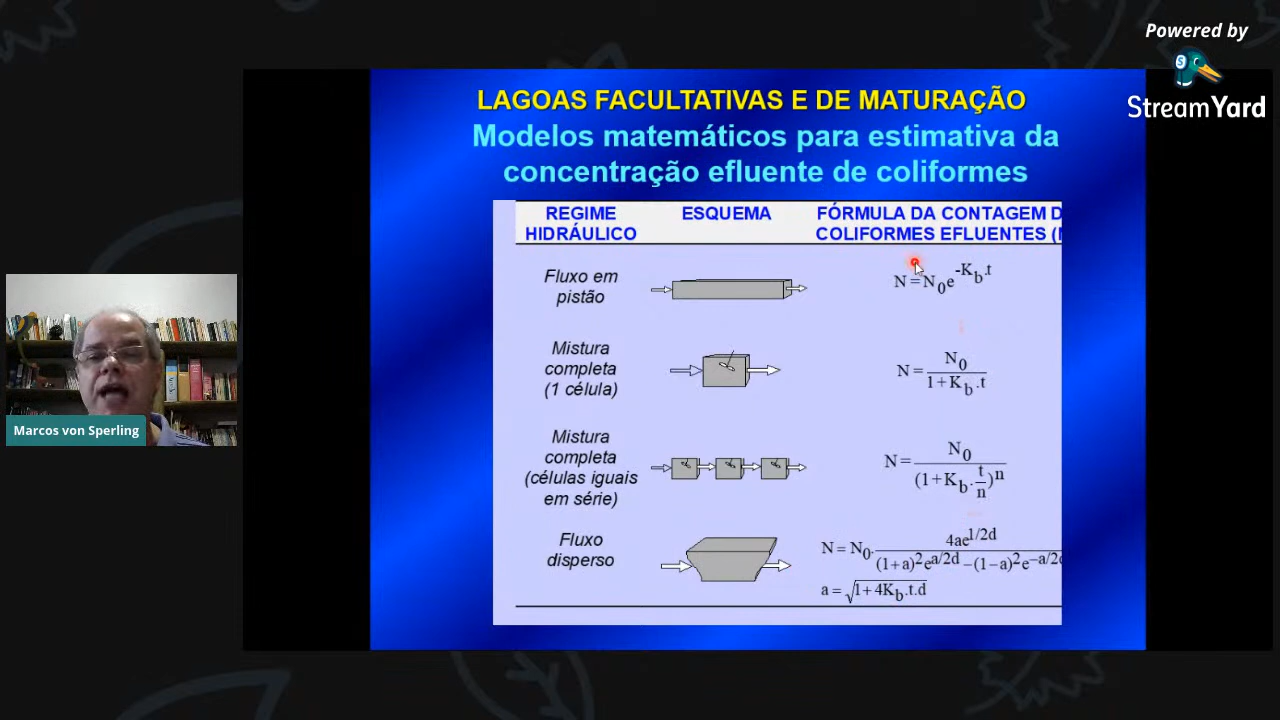 Powered by
StreamYard
LAGOAS FACULTATIVAS E DE MATURAÇÃO
Modelos matemáticos para estimativa da
concentração efluente de coliformes
REGIME
HIDRÁULICO
ESQUEMA
FÓRMULA DA CONTAGEM D
COLIFORMES EFLUENTES (N
Fluxo em
pistão
N = N₀e^-K_b.t
Mistura
completa
(1 célula)
N = N₀ / (1 + K_b.t)
Mistura
completa
(células iguais
em série)
N = N₀ / (1 + K_b. t/n)ⁿ
Fluxo
disperso
N = N₀. 4ae^1/2d / (1+a)²e^a/2d − (1−a)²e^−a/2d
a = √1 + 4K_b.t.d
Marcos von Sperling